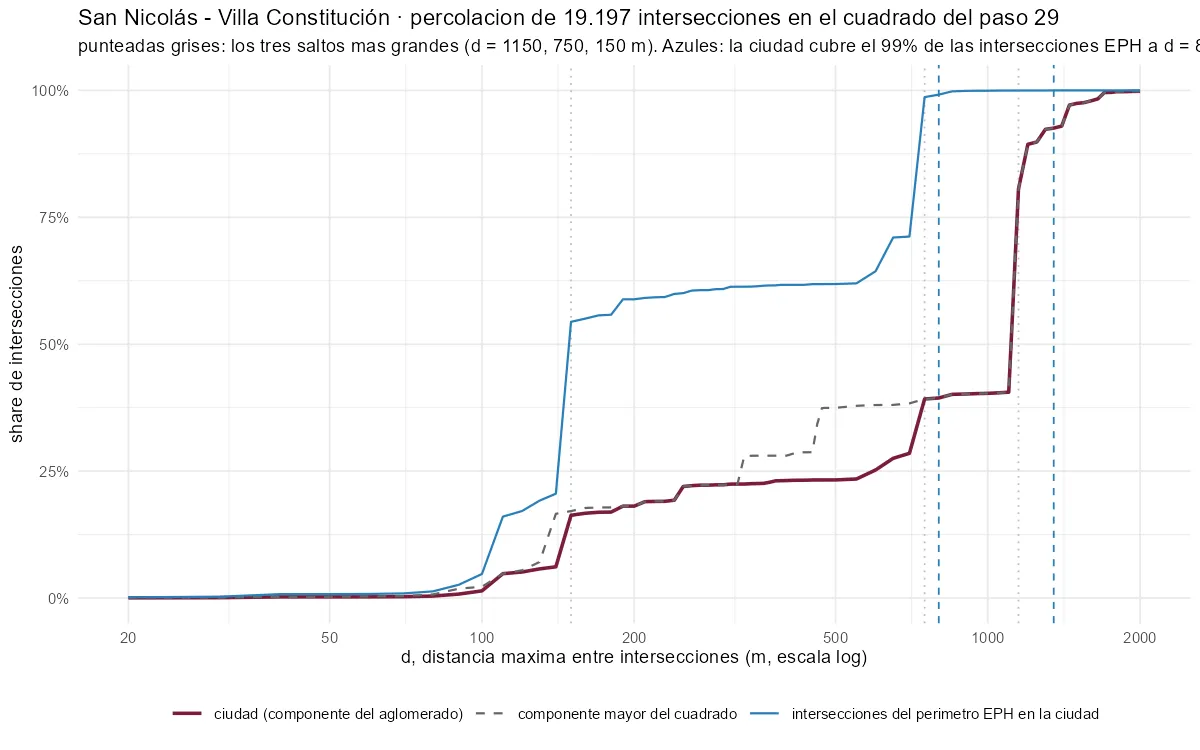 San Nicolás - Villa Constitución · percolacion de 19.197 intersecciones en el cuadrado del paso 29
punteadas grises: los tres saltos mas grandes (d = 1150, 750, 150 m). Azules: la ciudad cubre el 99% de las intersecciones EPH a d = 8
100%
75%
50%
25%
0%
share de intersecciones
20
50
100
200
500
1000
2000
d, distancia maxima entre intersecciones (m, escala log)
ciudad (componente del aglomerado)
componente mayor del cuadrado
intersecciones del perimetro EPH en la ciudad